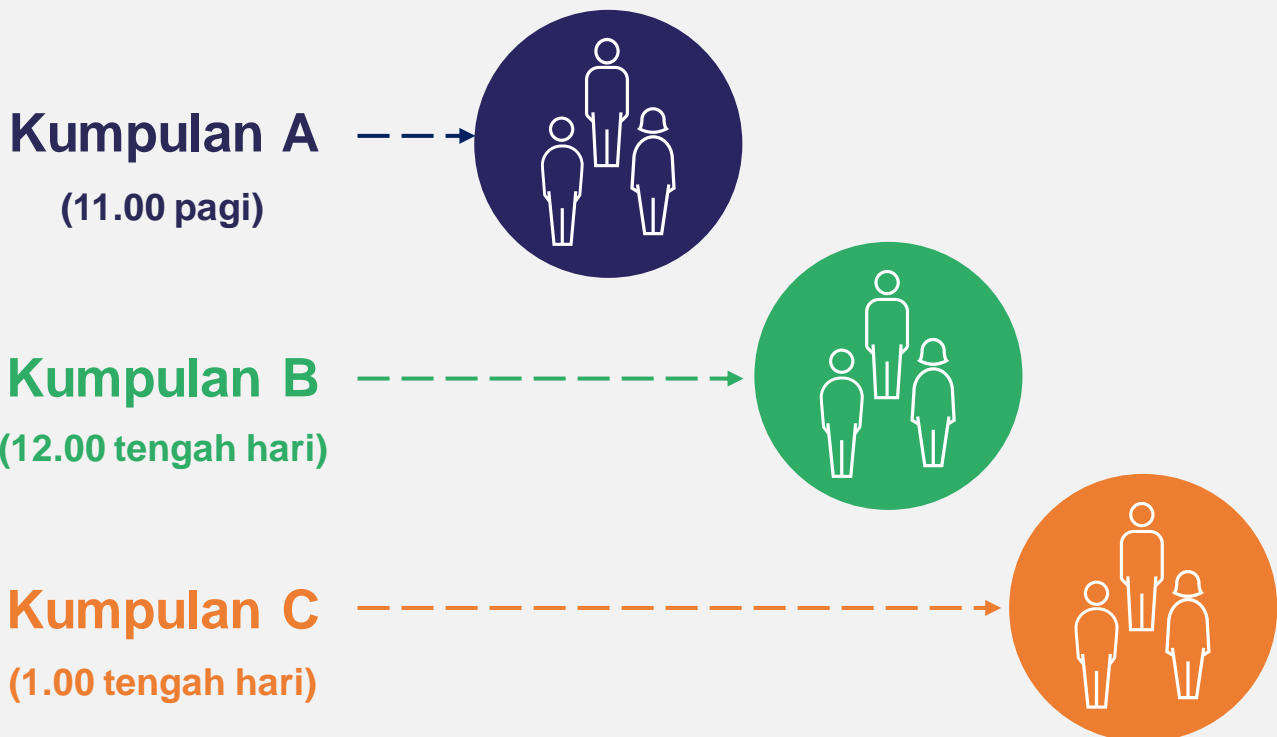 Kumpulan A
(11.00 pagi)
Kumpulan B
(12.00 tengah hari)
Kumpulan C
(1.00 tengah hari)